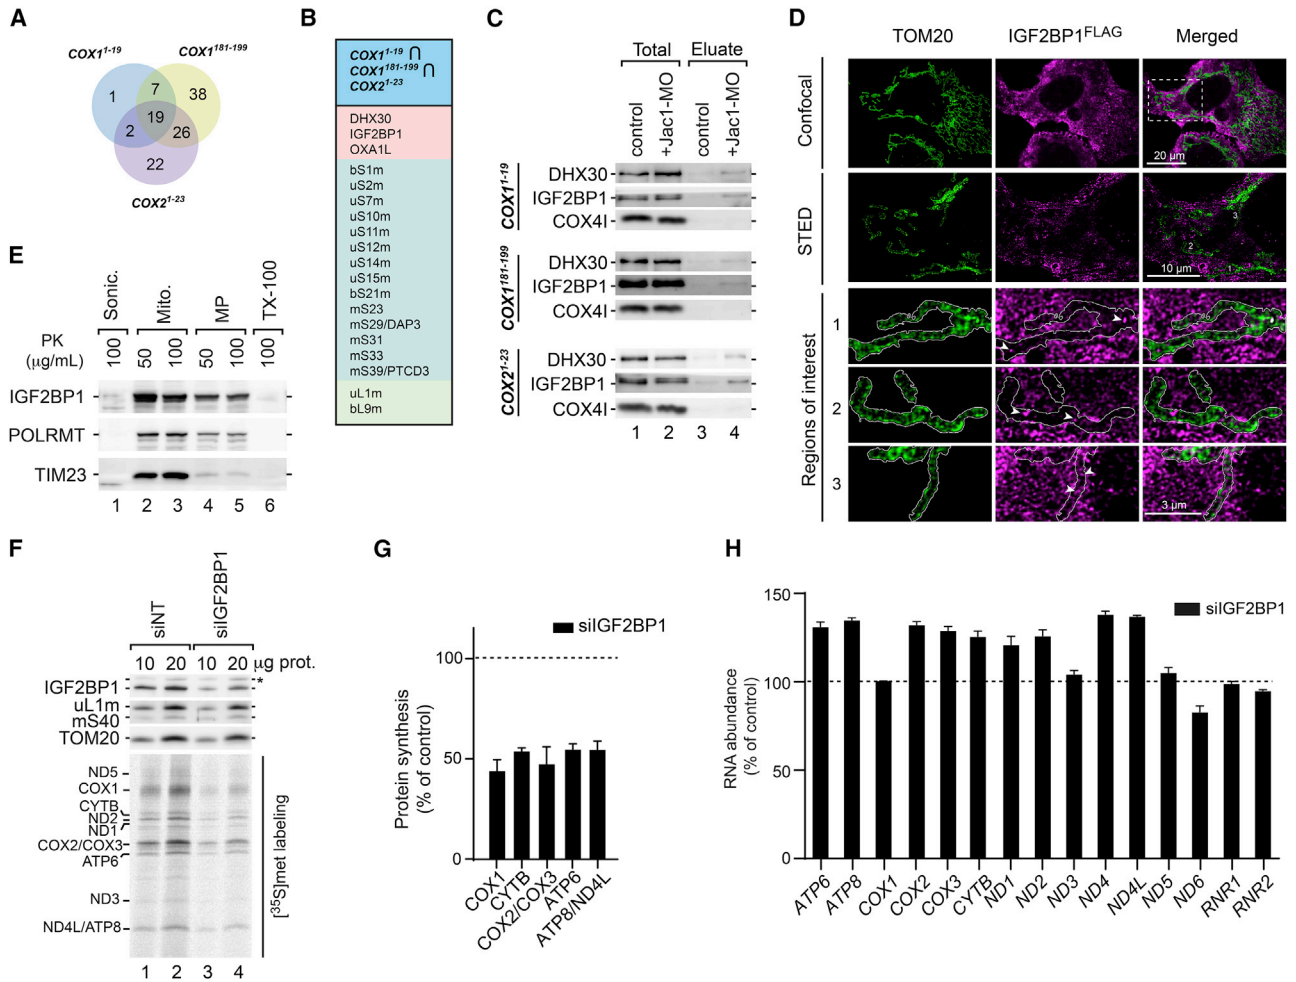 A
COX1¹⁻¹⁹
COX1¹⁸¹⁻¹⁹⁹
1
7
38
19
2
26
22
COX2¹⁻²³
B
COX1¹⁻¹⁹ ∩
COX1¹⁸¹⁻¹⁹⁹ ∩
COX2¹⁻²³
DHX30
IGF2BP1
OXA1L
bS1m
uS2m
uS7m
uS10m
uS11m
uS12m
uS14m
uS15m
bS21m
mS23
mS29/DAP3
mS31
mS33
mS39/PTCD3
uL1m
bL9m
C
Total Eluate
control +Jac1-MO control +Jac1-MO
COX1¹⁻¹⁹
DHX30
IGF2BP1
COX4I
COX1¹⁸¹⁻¹⁹⁹
DHX30
IGF2BP1
COX4I
COX2¹⁻²³
DHX30
IGF2BP1
COX4I
1 2 3 4
D
TOM20 IGF2BP1ᶠᴸᴬᴳ Merged
Confocal
20 µm
STED
3
2
1
10 µm
Regions of interest
1
2
3
3 µm
E
Sonic. Mito. MP TX-100
PK
(µg/mL)
100 50 100 50 100 100
IGF2BP1
POLRMT
TIM23
1 2 3 4 5 6
F
siNT siIGF2BP1
10 20 10 20 µg prot.
IGF2BP1 *
uL1m
mS40
TOM20
ND5
COX1
CYTB
ND2
ND1
COX2/COX3
ATP6
ND3
ND4L/ATP8
[³⁵S]met labeling
1 2 3 4
G
siIGF2BP1
Protein synthesis
(% of control)
100
50
0
COX1 CYTB COX2/COX3 ATP6 ATP8/ND4L
H
siIGF2BP1
RNA abundance
(% of control)
150
100
50
0
ATP6 ATP8 COX1 COX2 COX3 CYTB ND1 ND2 ND3 ND4 ND4L ND5 ND6 RNR1 RNR2